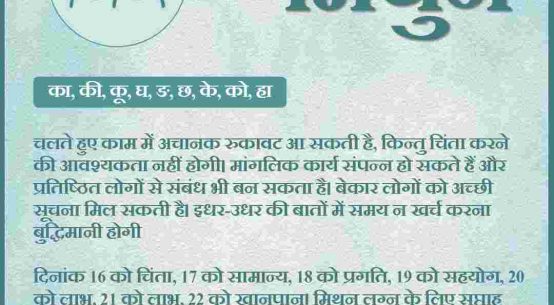 मिथुन
का, की, कू, घ, ङ, छ, के, को, हा
चलते हुए काम में अचानक रुकावट आ सकती है, किन्तु चिंता करने
की आवश्यकता नहीं होगी। मांगलिक कार्य संपन्न हो सकते हैं और
प्रतिष्ठित लोगों से संबंध भी बन सकता है। बेकार लोगों को अच्छी
सूचना मिल सकती है। इधर-उधर की बातों में समय न खर्च करना
बुद्धिमानी होगी
दिनांक 16 को चिंता, 17 को सामान्य, 18 को प्रगति, 19 को सहयोग, 20
को लाभ, 21 को लाभ, 22 को खानपान। मिथुन लग्न के लिए सप्ताह